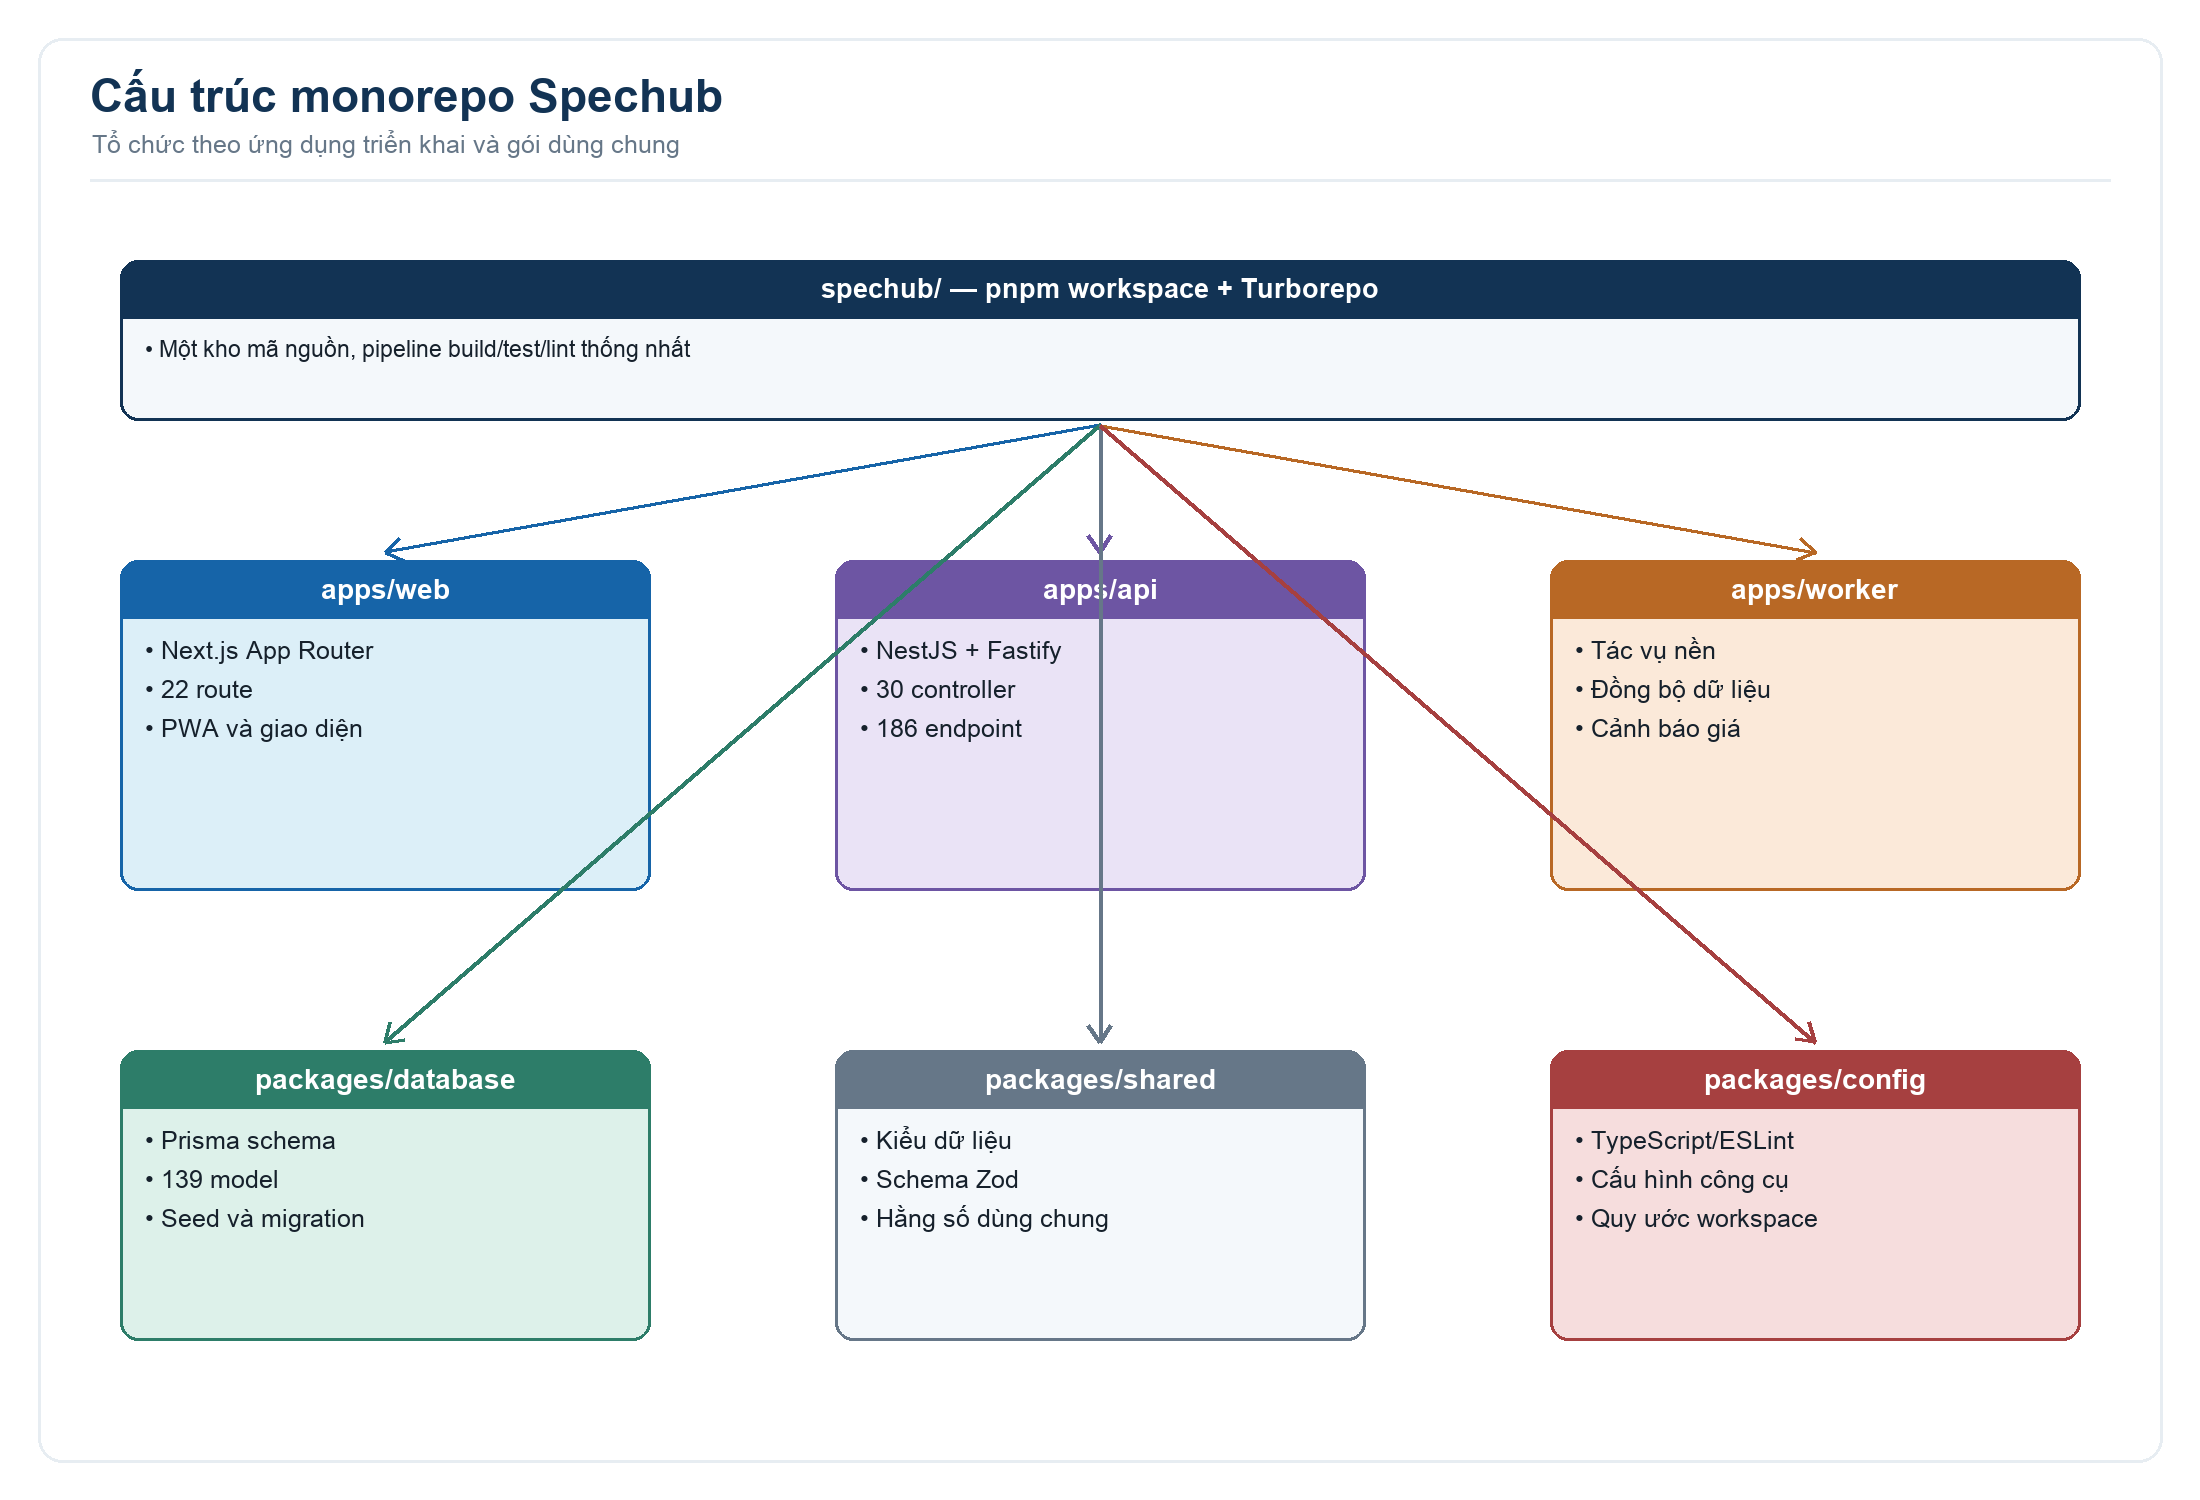 Cấu trúc monorepo Spechub
Tổ chức theo ứng dụng triển khai và gói dùng chung
spechub/ — pnpm workspace + Turborepo
• Một kho mã nguồn, pipeline build/test/lint thống nhất
apps/web
• Next.js App Router
• 22 route
• PWA và giao diện
apps/api
• NestJS + Fastify
• 30 controller
• 186 endpoint
apps/worker
• Tác vụ nền
• Đồng bộ dữ liệu
• Cảnh báo giá
packages/database
• Prisma schema
• 139 model
• Seed và migration
packages/shared
• Kiểu dữ liệu
• Schema Zod
• Hằng số dùng chung
packages/config
• TypeScript/ESLint
• Cấu hình công cụ
• Quy ước workspace